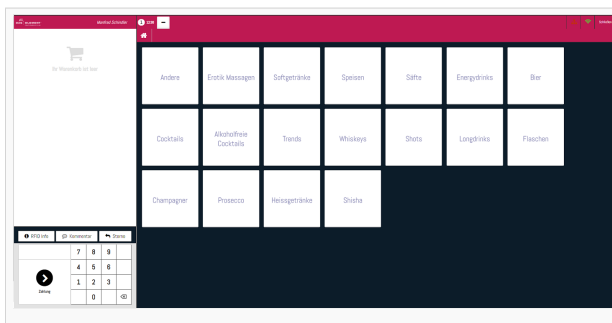 Manfred Schindler
Ihr Warenkorb ist leer
RFID Info
Kommentar
Storno
7 8 9
4 5 6
1 2 3
0
Zahlung
Andere
Erotik Massagen
Softgetränke
Speisen
Säfte
Energydrinks
Bier
Cocktails
Alkoholfreie
Cocktails
Trends
Whiskeys
Shots
Longdrinks
Flaschen
Champagner
Prosecco
Heissgetränke
Shisha